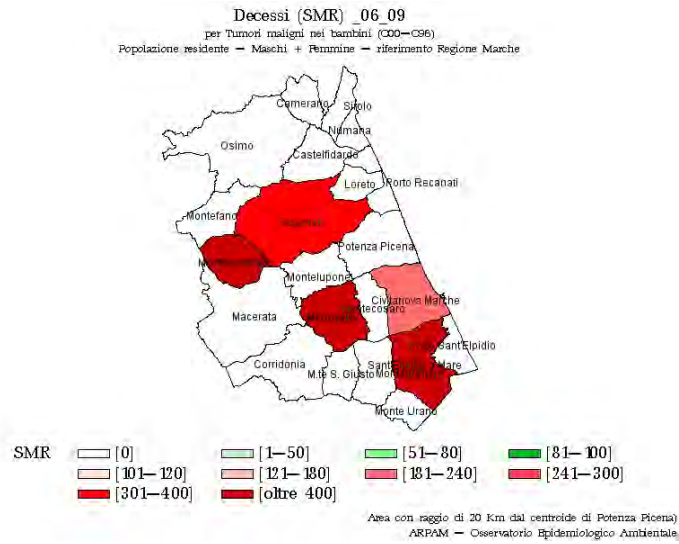 Decessi (SMR) _06_09
per Tumori maligni nei bambini (C00—C96)
Popolazione residente — Maschi + Femmine — riferimento Regione Marche
Camerano
Sirolo
Numana
Osimo
Castelfidardo
Loreto
Porto Recanati
Montefano
Potenza Picena
Montelupone
Civitanova Marche
Macerata
Corridonia
M.te S. Giusto
Monte Urano
SMR
[0]
[1—50]
[51—80]
[81—100]
[101—120]
[121—180]
[181—240]
[241—300]
[301—400]
[oltre 400]
Area con raggio di 20 Km dal centroide di Potenza Picena)
ARPAM — Osservatorio Epidemiologico Ambientale